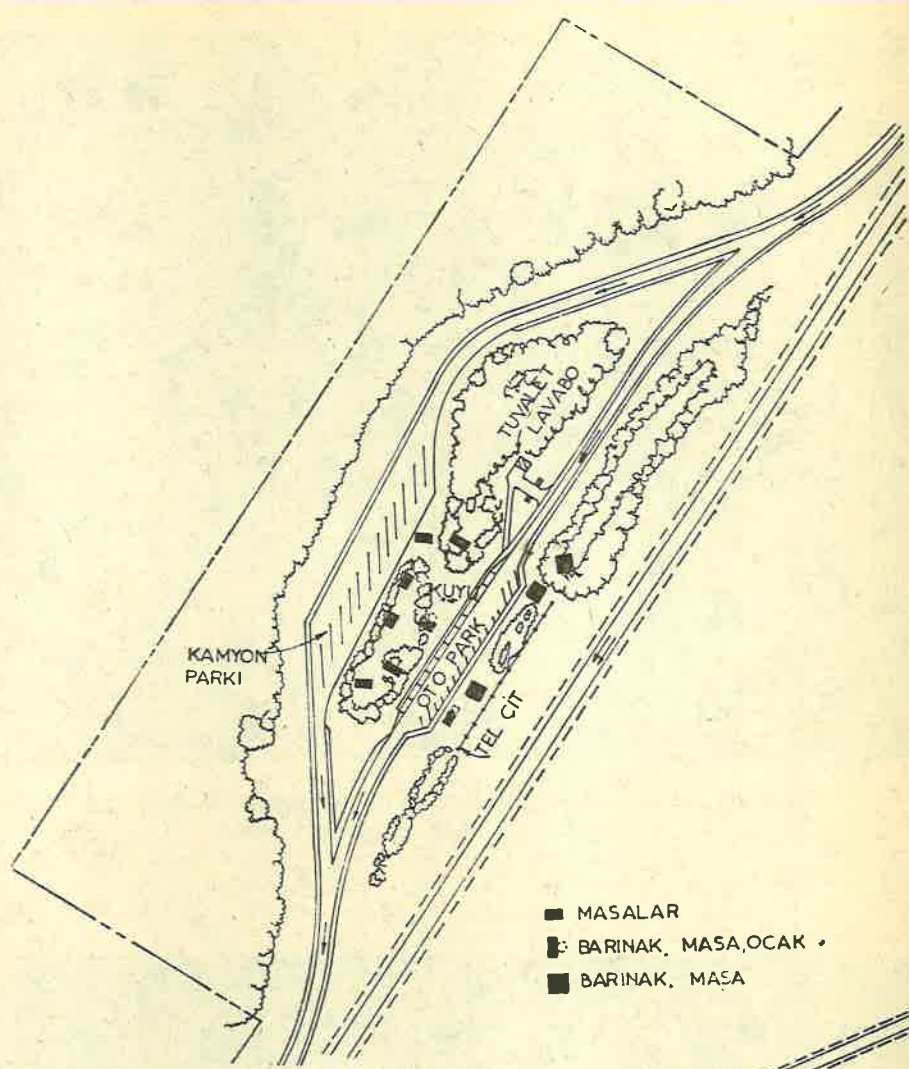 TUVALET
LAVABO
KUYU
OTO PARK
KAMYON
PARKI
TEL ÇİT
MASALAR
BARINAK, MASA, OCAK
BARINAK, MASA